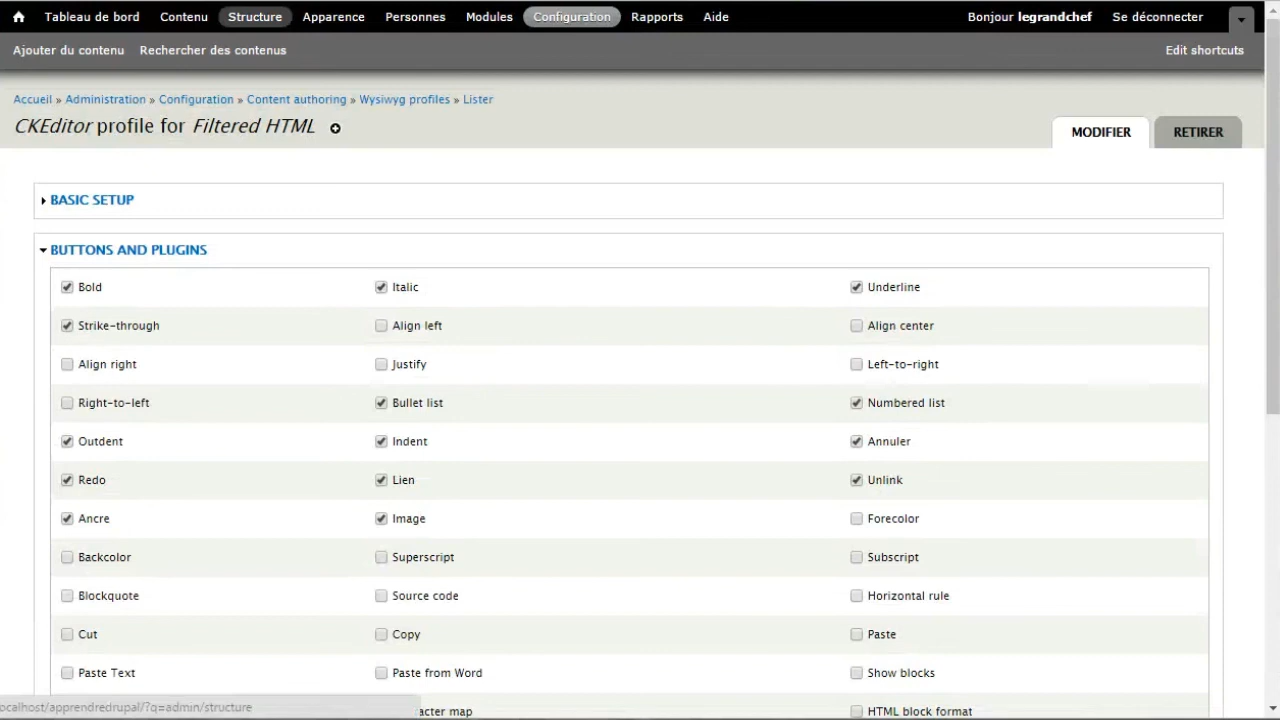 Tableau de bord Contenu Structure Apparence Personnes Modules Configuration Rapports Aide Bonjour legrandchef Se déconnecter
Ajouter du contenu Rechercher des contenus Edit shortcuts
Accueil » Administration » Configuration » Content authoring » Wysiwyg profiles » Lister
CKEditor profile for Filtered HTML
MODIFIER RETIRER
BASIC SETUP
BUTTONS AND PLUGINS
Bold Italic Underline
Strike-through Align left Align center
Align right Justify Left-to-right
Right-to-left Bullet list Numbered list
Outdent Indent Annuler
Redo Lien Unlink
Ancre Image Forecolor
Backcolor Superscript Subscript
Blockquote Source code Horizontal rule
Cut Copy Paste
Paste Text Paste from Word Show blocks
map HTML block format
ocalhost/apprendredrupal/?q=admin/structure